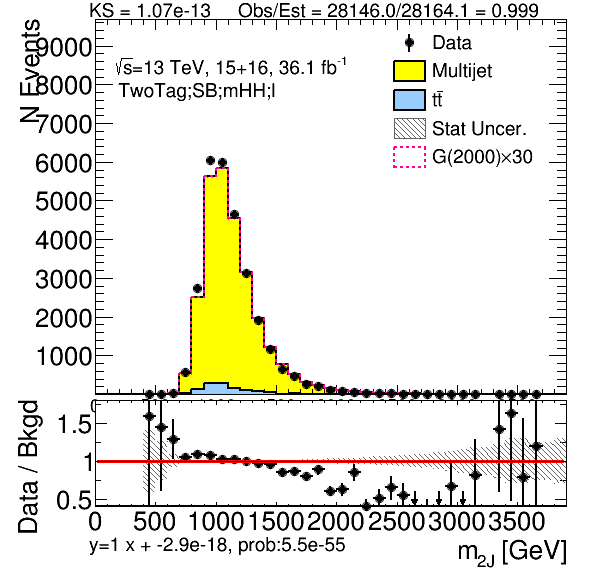 KS = 1.07e-13 Obs/Est = 28146.0/28164.1 = 0.999
N Events
9000
8000
7000
6000
5000
4000
3000
2000
1000
√s=13 TeV, 15+16, 36.1 fb⁻¹
TwoTag;SB;mHH;l
Data
Multijet
tt̄
Stat Uncer.
G(2000)×30
Data / Bkgd
1.5
1
0.5
0 500 1000 1500 2000 2500 3000 3500
y=1 x + -2.9e-18, prob:5.5e-55
m₂J [GeV]